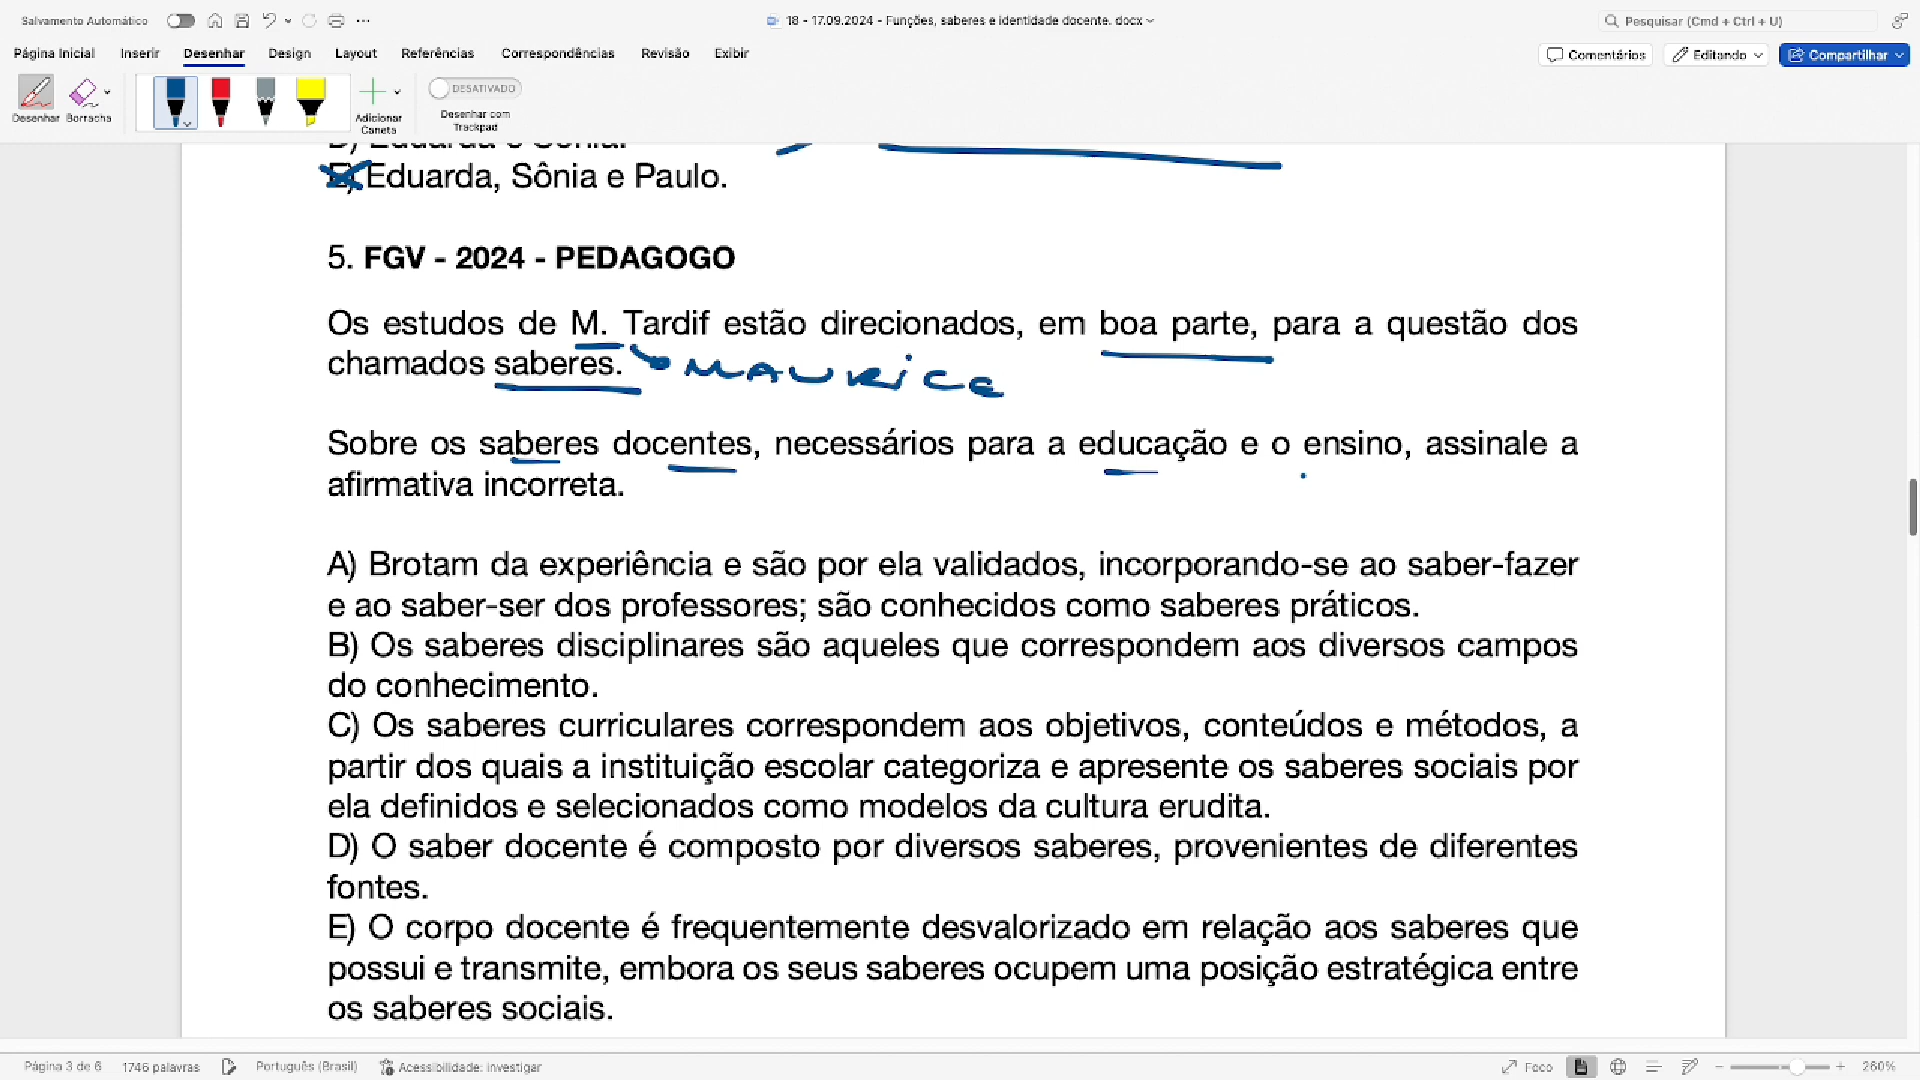 Salvamento Automático
18 - 17.09.2024 - Funções, saberes e identidade docente. docx
Pesquisar (Cmd + Ctrl + U)
Página Inicial Inserir Desenhar Design Layout Referências Correspondências Revisão Exibir
Comentários Editando Compartilhar
DESATIVADO
Desenhar Borracha Adicionar Caneta Desenhar com Trackpad
D) Eduarda e Sônia.
E) Eduarda, Sônia e Paulo.
5. FGV - 2024 - PEDAGOGO
Os estudos de M. Tardif estão direcionados, em boa parte, para a questão dos
chamados saberes. MAURICE
Sobre os saberes docentes, necessários para a educação e o ensino, assinale a
afirmativa incorreta.
A) Brotam da experiência e são por ela validados, incorporando-se ao saber-fazer
e ao saber-ser dos professores; são conhecidos como saberes práticos.
B) Os saberes disciplinares são aqueles que correspondem aos diversos campos
do conhecimento.
C) Os saberes curriculares correspondem aos objetivos, conteúdos e métodos, a
partir dos quais a instituição escolar categoriza e apresente os saberes sociais por
ela definidos e selecionados como modelos da cultura erudita.
D) O saber docente é composto por diversos saberes, provenientes de diferentes
fontes.
E) O corpo docente é frequentemente desvalorizado em relação aos saberes que
possui e transmite, embora os seus saberes ocupem uma posição estratégica entre
os saberes sociais.
Página 3 de 6 1746 palavras Português (Brasil) Acessibilidade: investigar Foco 260%